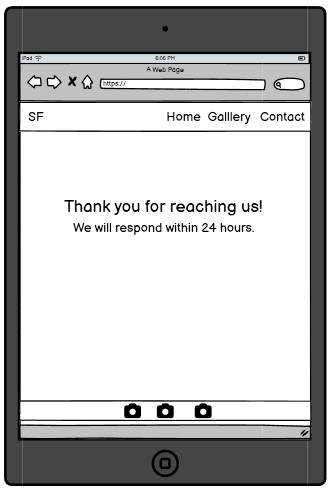 iPad 6:06 PM
A Web Page
https://
SF Home Galllery Contact
Thank you for reaching us!
We will respond within 24 hours.